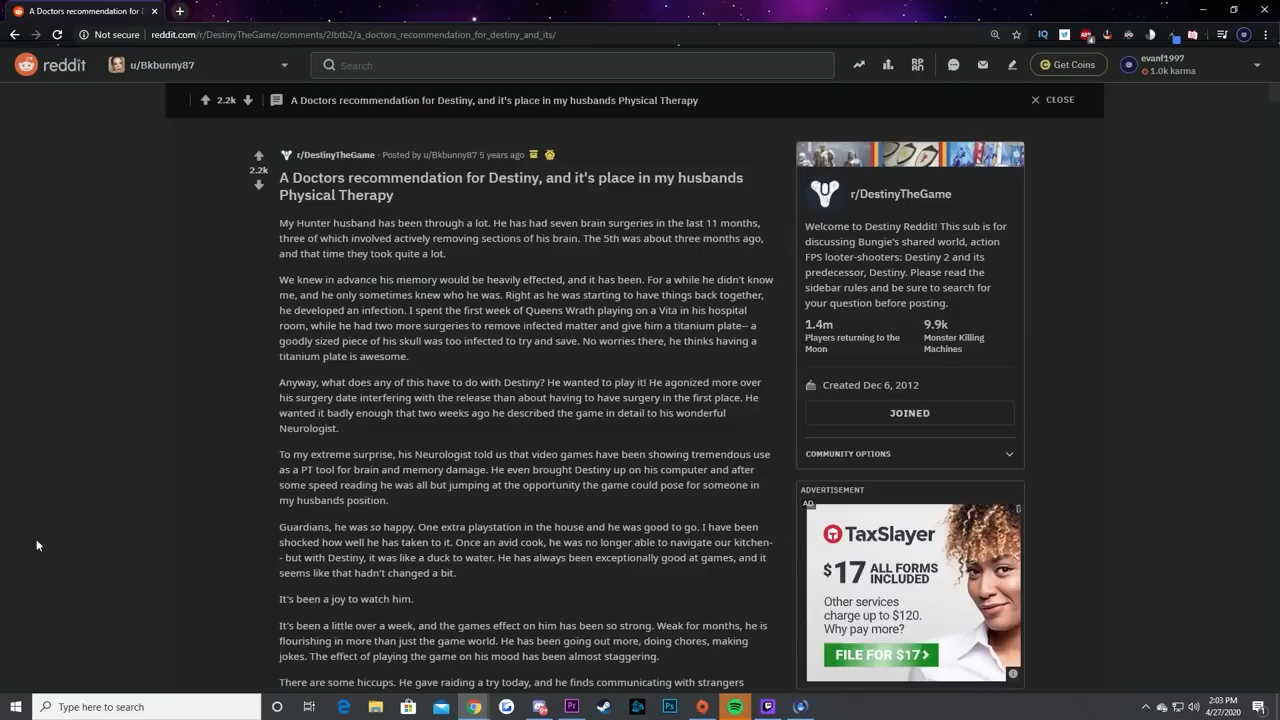 A Doctors recommendation for D
Not secure
reddit.com/r/DestinyTheGame/comments/2lbtb2/a_doctors_recommendation_for_destiny_and_its/
reddit
u/Bkbunny87
Search
Get Coins
evanf1997
1.0k karma
2.2k
A Doctors recommendation for Destiny, and it's place in my husbands Physical Therapy
CLOSE
r/DestinyTheGame · Posted by u/Bkbunny87 5 years ago
2.2k
A Doctors recommendation for Destiny, and it's place in my husbands
Physical Therapy
My Hunter husband has been through a lot. He has had seven brain surgeries in the last 11 months,
three of which involved actively removing sections of his brain. The 5th was about three months ago,
and that time they took quite a lot.
We knew in advance his memory would be heavily effected, and it has been. For a while he didn't know
me, and he only sometimes knew who he was. Right as he was starting to have things back together,
he developed an infection. I spent the first week of Queens Wrath playing on a Vita in his hospital
room, while he had two more surgeries to remove infected matter and give him a titanium plate-- a
goodly sized piece of his skull was too infected to try and save. No worries there, he thinks having a
titanium plate is awesome.
Anyway, what does any of this have to do with Destiny? He wanted to play it! He agonized more over
his surgery date interfering with the release than about having to have surgery in the first place. He
wanted it badly enough that two weeks ago he described the game in detail to his wonderful
Neurologist.
To my extreme surprise, his Neurologist told us that video games have been showing tremendous use
as a PT tool for brain and memory damage. He even brought Destiny up on his computer and after
some speed reading he was all but jumping at the opportunity the game could pose for someone in
my husbands position.
Guardians, he was so happy. One extra playstation in the house and he was good to go. I have been
shocked how well he has taken to it. Once an avid cook, he was no longer able to navigate our kitchen-
- but with Destiny, it was like a duck to water. He has always been exceptionally good at games, and it
seems like that hadn't changed a bit.
It's been a joy to watch him.
It's been a little over a week, and the games effect on him has been so strong. Weak for months, he is
flourishing in more than just the game world. He has been going out more, doing chores, making
jokes. The effect of playing the game on his mood has been almost staggering.
There are some hiccups. He gave raiding a try today, and he finds communicating with strangers
r/DestinyTheGame
Welcome to Destiny Reddit! This sub is for
discussing Bungie's shared world, action
FPS looter-shooters: Destiny 2 and its
predecessor, Destiny. Please read the
sidebar rules and be sure to search for
your question before posting.
1.4m
Players returning to the
Moon
9.9k
Monster Killing
Machines
Created Dec 6, 2012
JOINED
COMMUNITY OPTIONS
ADVERTISEMENT
AD
TaxSlayer
$17 ALL FORMS
INCLUDED
Other services
charge up to $120.
Why pay more?
FILE FOR $17
Type here to search
2:03 PM
4/27/2020